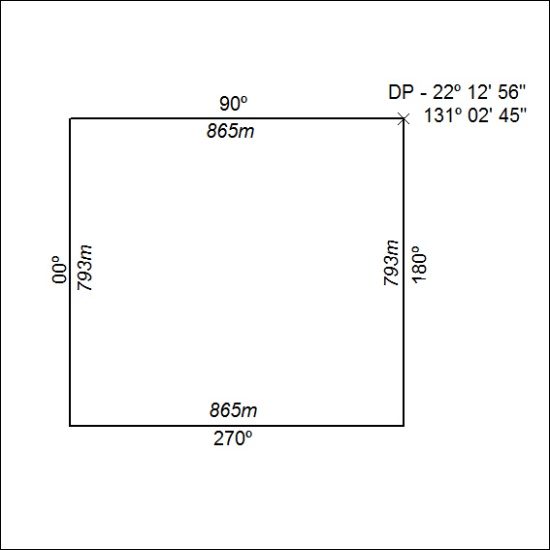 DP - 22º 12' 56"
131º 02' 45"
90º
865m
00º
793m
793m
180º
865m
270º